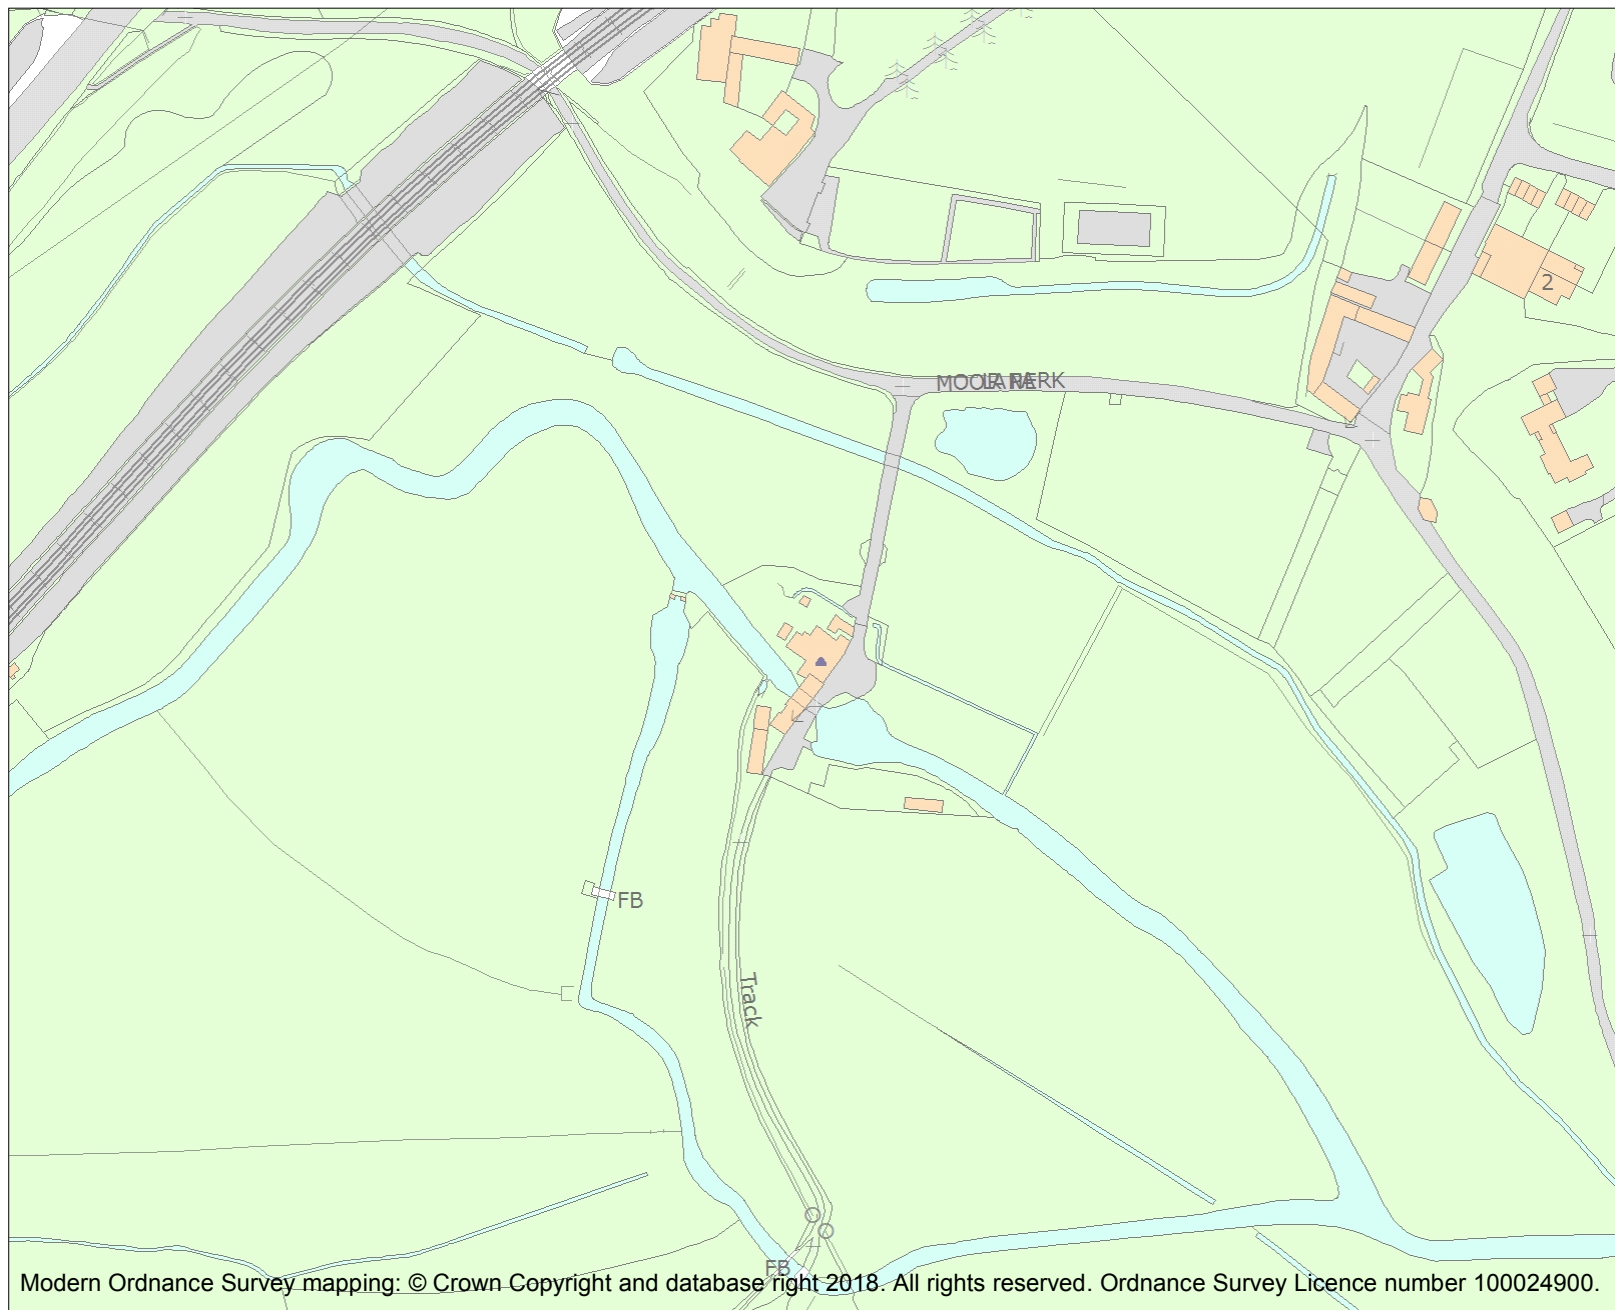 2
MOOR PARK
LANE
FB
Track
FB
Modern Ordnance Survey mapping: © Crown Copyright and database right 2018. All rights reserved. Ordnance Survey Licence number 100024900.